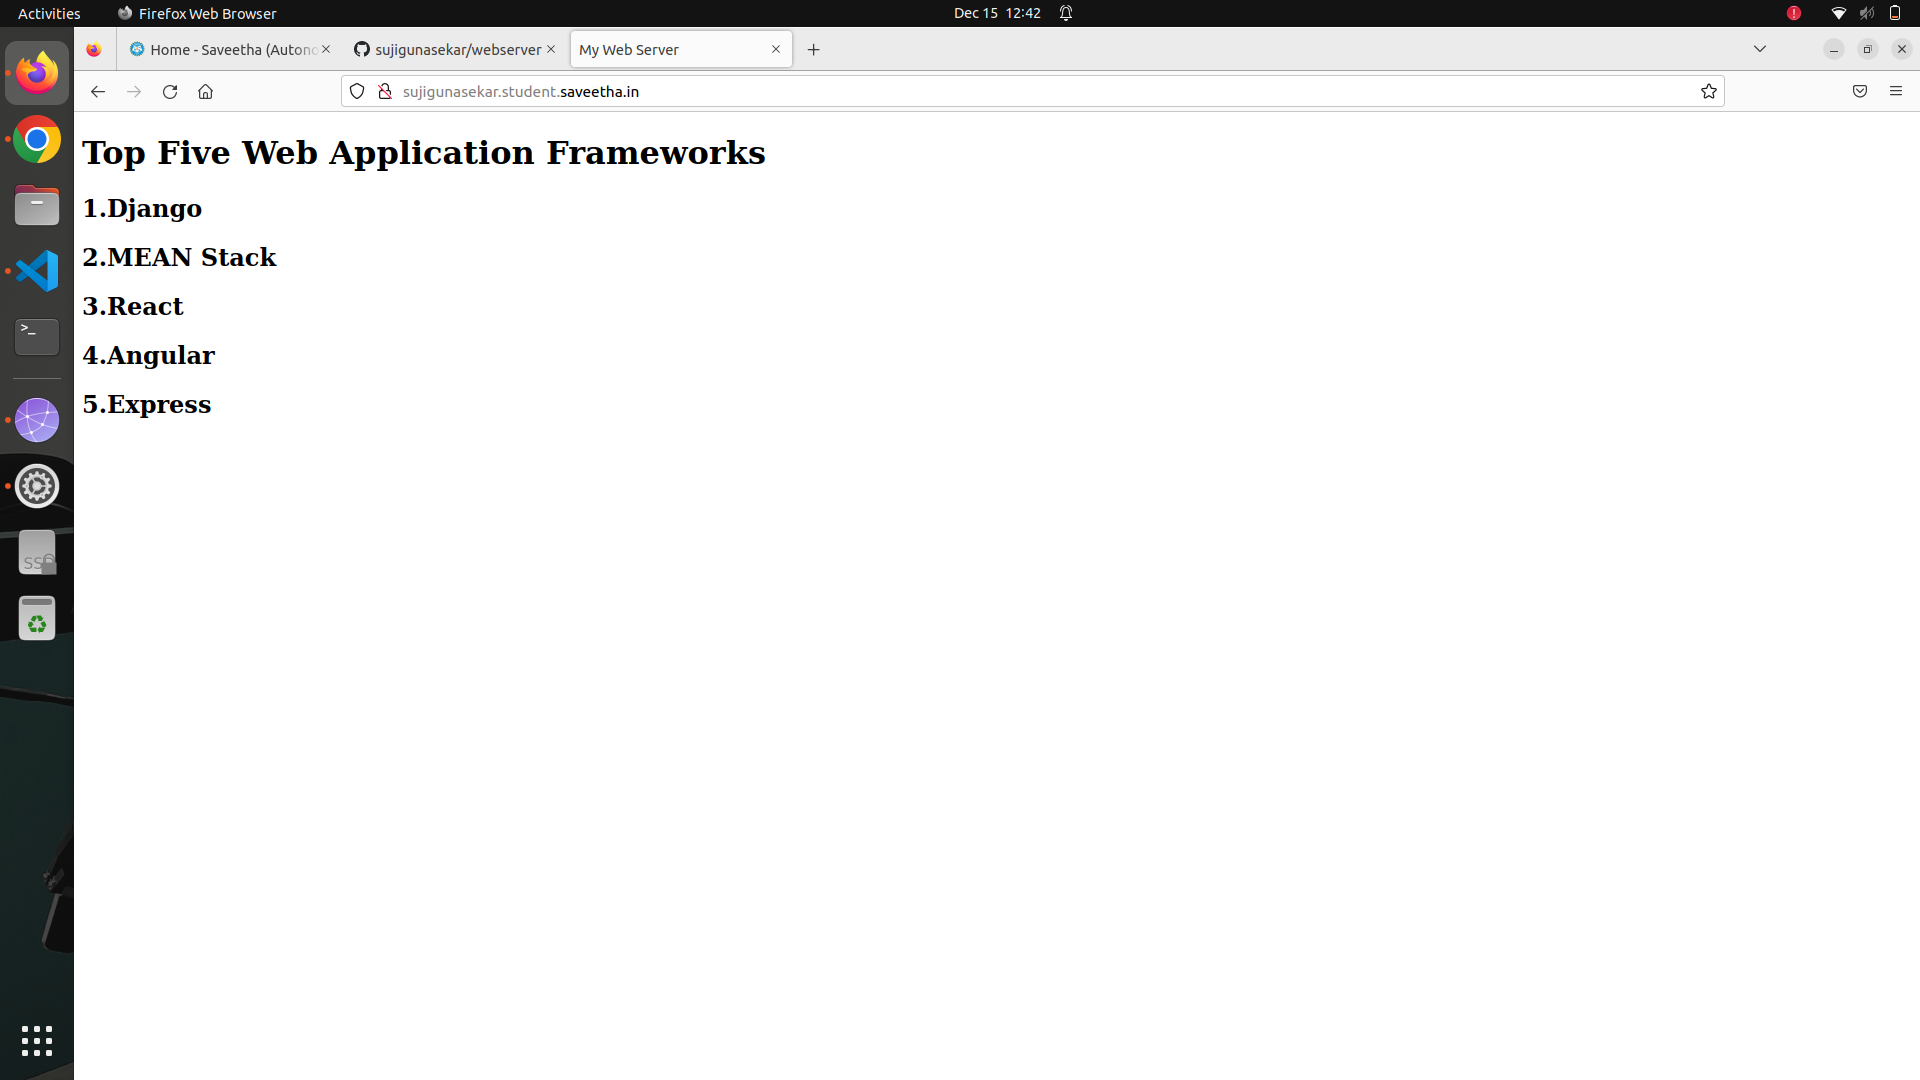 Activities
Firefox Web Browser
Dec 15 12:42
Home - Saveetha (Autono
sujigunasekar/webserver
My Web Server
sujigunasekar.student.saveetha.in
Top Five Web Application Frameworks
1.Django
2.MEAN Stack
3.React
4.Angular
5.Express
>_
SS